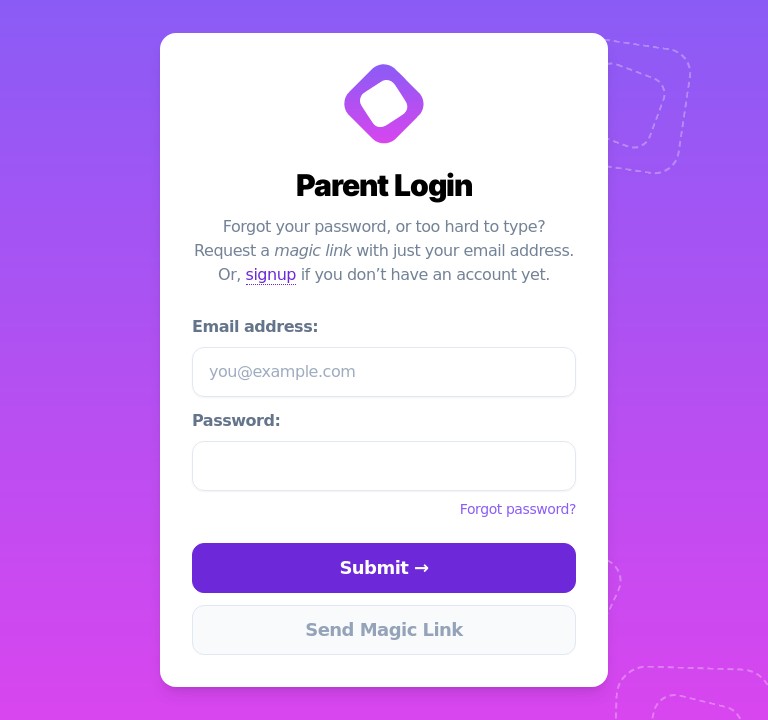 Parent Login
Forgot your password, or too hard to type?
Request a magic link with just your email address.
Or, signup if you don’t have an account yet.
Email address:
you@example.com
Password:
Forgot password?
Submit →
Send Magic Link